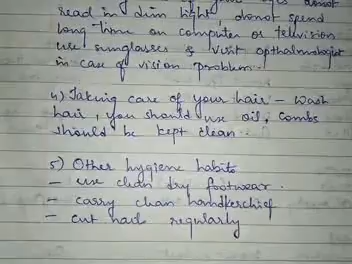 do not
read in dim light, donot spend
long time on computer or television
use sunglasses & visit opthalmologist
in case of vision problem.
4) Taking care of your hair - wash
hair, you should use oil, combs
should be kept clean.
5) Other hygiene habits
- use clean dry footwear.
- carry clean handkerchief
- cut nail regularly